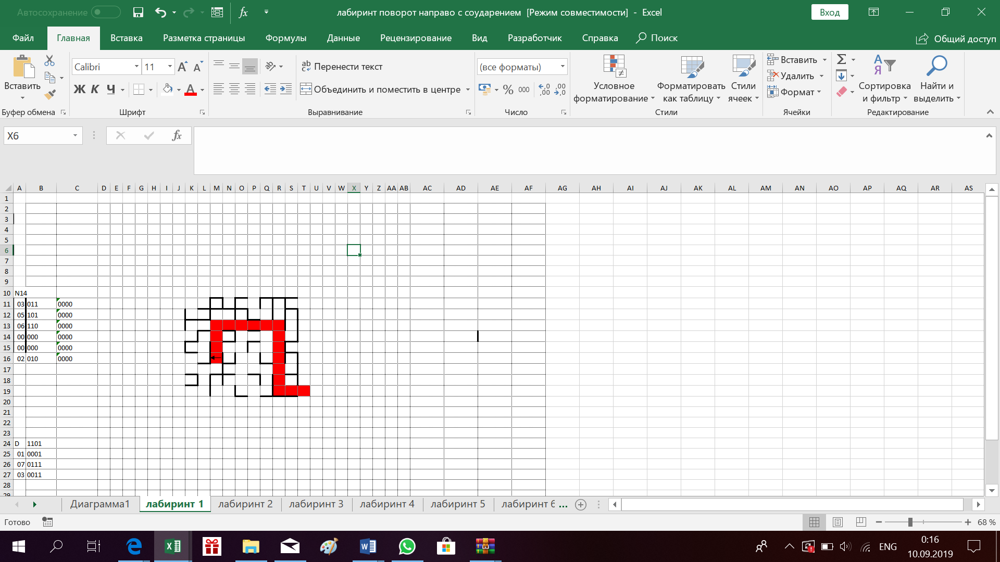 Автосохранение
лабиринт поворот направо с соударением [Режим совместимости] - Excel
Вход
Файл Главная Вставка Разметка страницы Формулы Данные Рецензирование Вид Разработчик Справка Поиск Общий доступ
Вставить
Буфер обмена
Calibri 11
Ж К Ч
Шрифт
Перенести текст
Объединить и поместить в центре
Выравнивание
(все форматы)
% 000
Число
Условное форматирование
Форматировать как таблицу
Стили ячеек
Стили
Вставить
Удалить
Формат
Ячейки
Сортировка и фильтр
Найти и выделить
Редактирование
X6
fx
A B C D E F G H I J K L M N O P Q R S T U V W X Y Z AA AB AC AD AE AF AG AH AI AJ AK AL AM AN AO AP AQ AR AS
1
2
3
4
5
6
7
8
9
10 N14
11 03 011 0000
12 05 101 0000
13 06 110 0000
14 00 000 0000
15 00 000 0000
16 02 010 0000
17
18
19
20
21
22
23
24 D 1101
25 01 0001
26 07 0111
27 03 0011
28
29
Диаграмма1 лабиринт 1 лабиринт 2 лабиринт 3 лабиринт 4 лабиринт 5 лабиринт 6 ...
Готово
68 %
ENG
0:16
10.09.2019